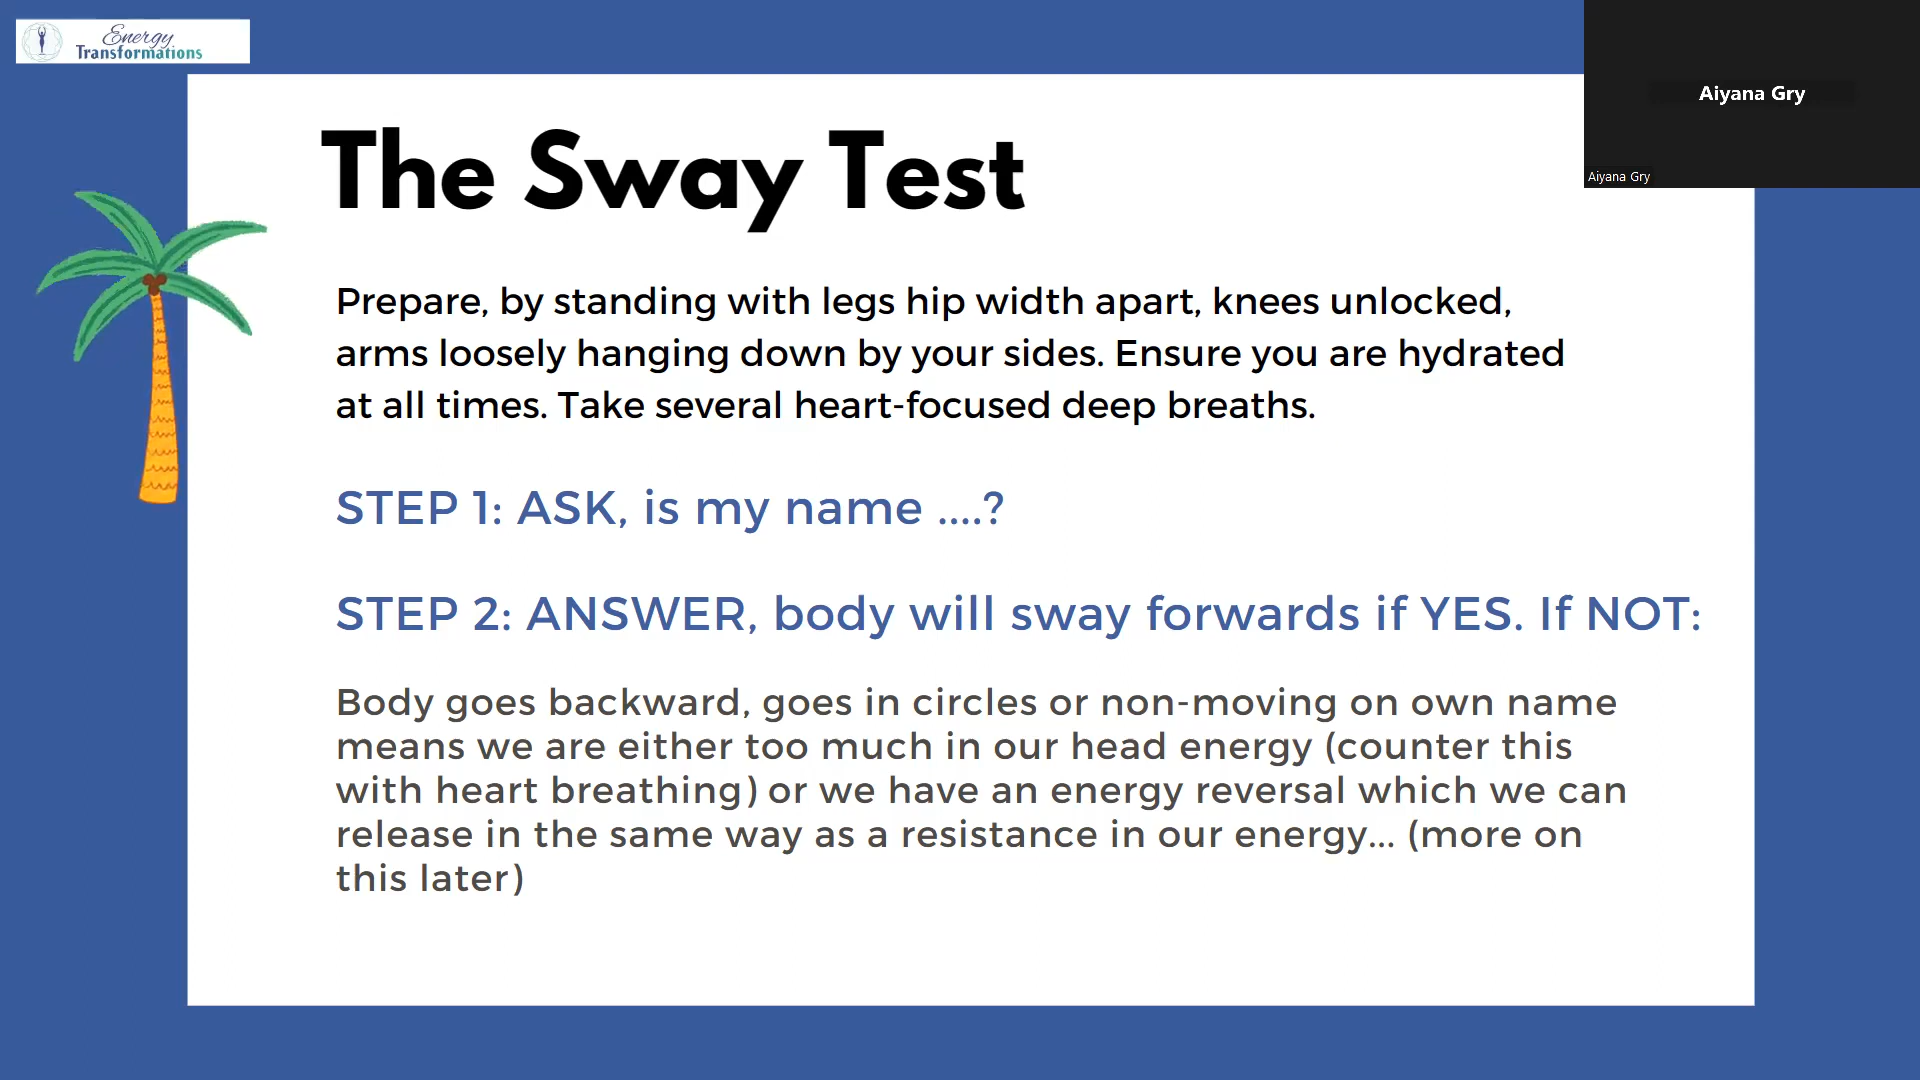 Energy
Transformations
Aiyana Gry
Aiyana Gry
The Sway Test
Prepare, by standing with legs hip width apart, knees unlocked,
arms loosely hanging down by your sides. Ensure you are hydrated
at all times. Take several heart-focused deep breaths.
STEP 1: ASK, is my name ....?
STEP 2: ANSWER, body will sway forwards if YES. If NOT:
Body goes backward, goes in circles or non-moving on own name
means we are either too much in our head energy (counter this
with heart breathing) or we have an energy reversal which we can
release in the same way as a resistance in our energy... (more on
this later)